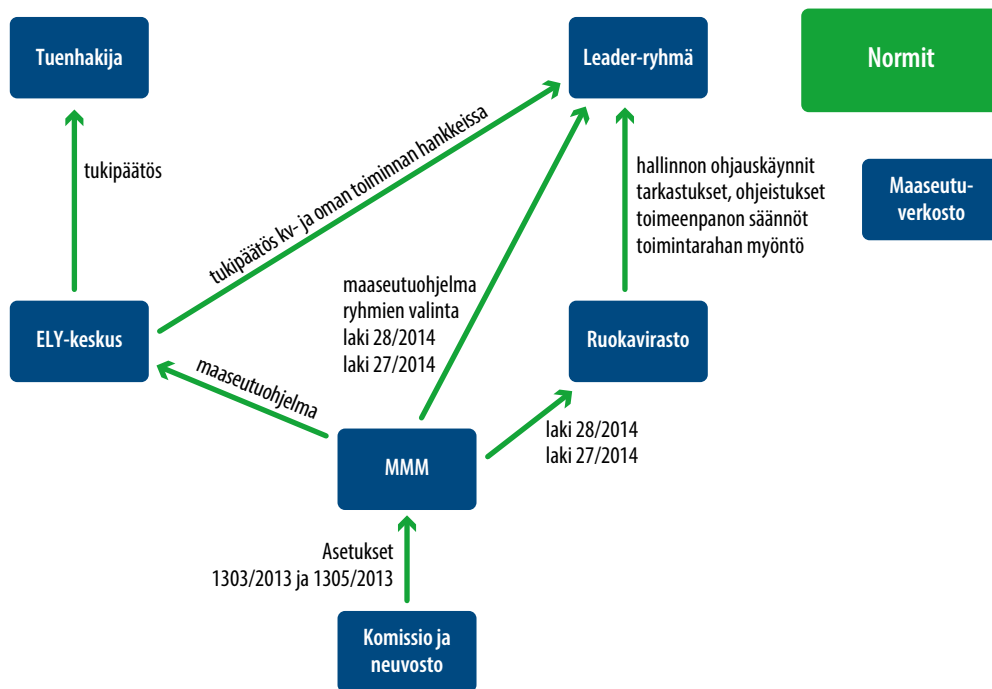 Tuenhakija
Leader-ryhmä
Normit
tukipäätös
tukipäätös kv- ja oman toiminnan hankkeissa
hallinnon ohjauskäynnit
tarkastukset, ohjeistukset
toimeenpanon säännöt
toimintarahan myöntö
Maaseutu-
verkosto
maaseutuohjelma
ryhmien valinta
laki 28/2014
laki 27/2014
ELY-keskus
Ruokavirasto
maaseutuohjelma
MMM
laki 28/2014
laki 27/2014
Asetukset
1303/2013 ja 1305/2013
Komissio ja
neuvosto